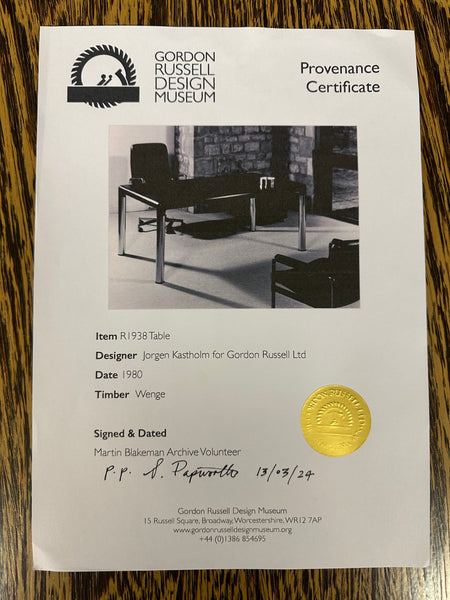 GORDON
RUSSELL
DESIGN
MUSEUM
Provenance
Certificate
Item R1938 Table
Designer Jorgen Kastholm for Gordon Russell Ltd
Date 1980
Timber Wenge
Signed & Dated
Martin Blakeman Archive Volunteer
p.p. 13/03/24
Gordon Russell Design Museum
15 Russell Square, Broadway, Worcestershire, WR12 7AP
www.gordonrusselldesignmuseum.org
+44 (0)1386 854695